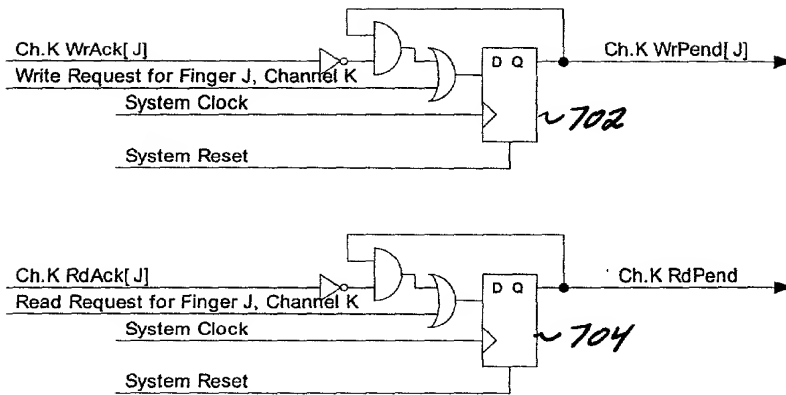 Ch.K WrAck[ J]
Ch.K WrPend[ J]
Write Request for Finger J, Channel K
D Q
System Clock
~702
System Reset
Ch.K RdAck[ J]
Ch.K RdPend
Read Request for Finger J, Channel K
D Q
System Clock
~704
System Reset